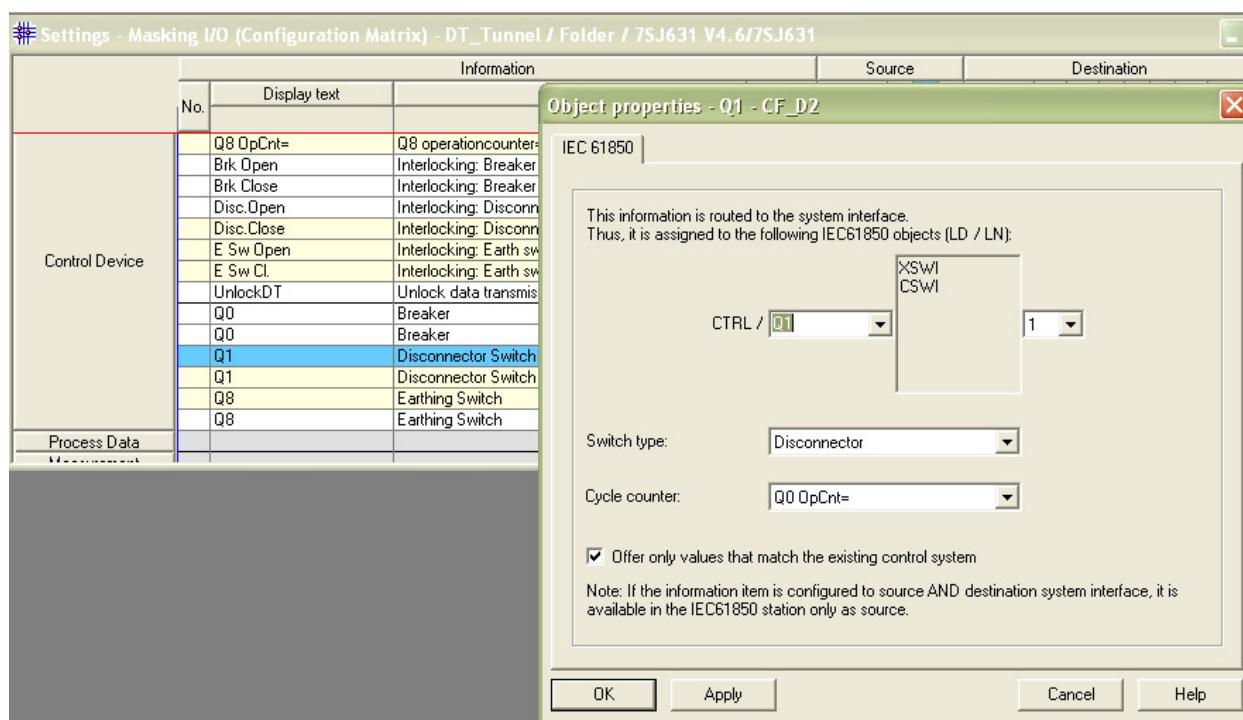 Settings - Masking I/O (Configuration Matrix) - DT_Tunnel / Folder / 7SJ631 V4.6/7SJ631
Information Source Destination
No. Display text
Q8 OpCnt= Q8 operationcounter=
Brk Open Interlocking: Breaker
Brk Close Interlocking: Breaker
Disc.Open Interlocking: Disconn
Disc.Close Interlocking: Disconn
E Sw Open Interlocking: Earth sw
Control Device
E Sw Cl. Interlocking: Earth sw
UnlockDT Unlock data transmis
Q0 Breaker
Q0 Breaker
Q1 Disconnector Switch
Q1 Disconnector Switch
Q8 Earthing Switch
Q8 Earthing Switch
Process Data
Object properties - Q1 - CF_D2
IEC 61850
This information is routed to the system interface.
Thus, it is assigned to the following IEC61850 objects (LD / LN):
XSWI
CSWI
CTRL / Q1 1
Switch type: Disconnector
Cycle counter: Q0 OpCnt=
Offer only values that match the existing control system
Note: If the information item is configured to source AND destination system interface, it is
available in the IEC61850 station only as source.
OK Apply Cancel Help